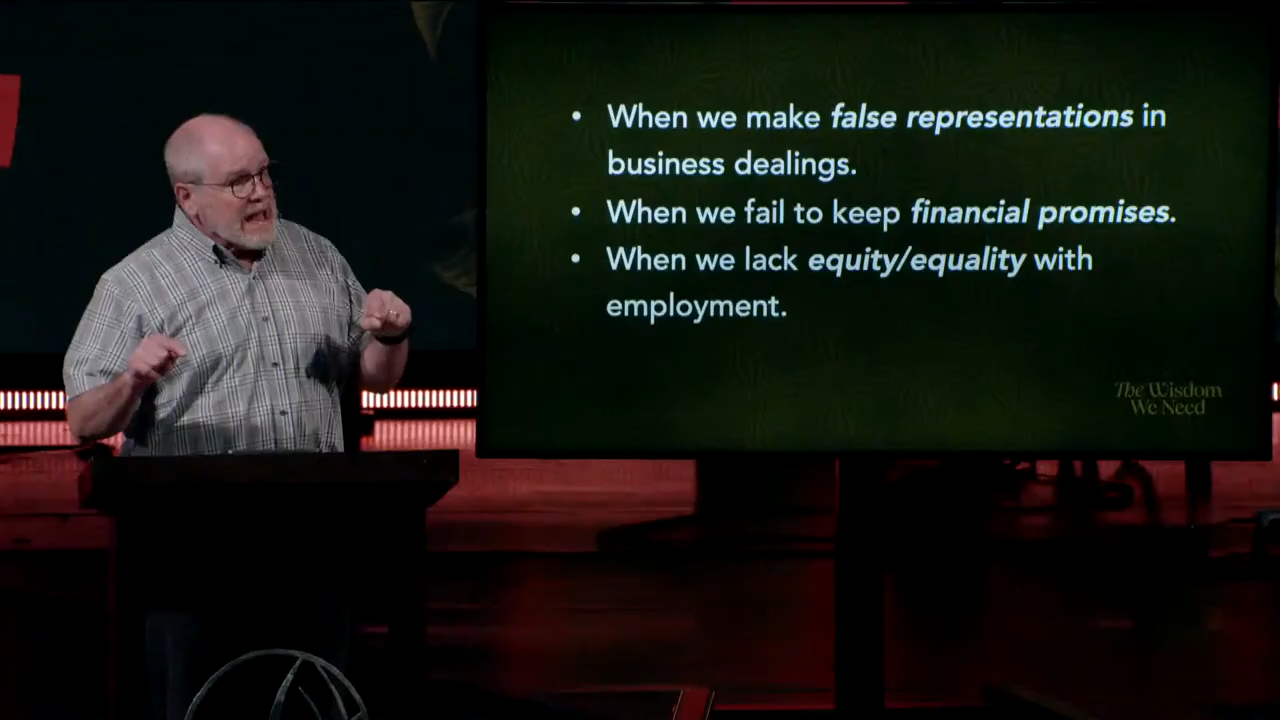 • When we make false representations in
business dealings.
• When we fail to keep financial promises.
• When we lack equity/equality with
employment.
The Wisdom
We Need